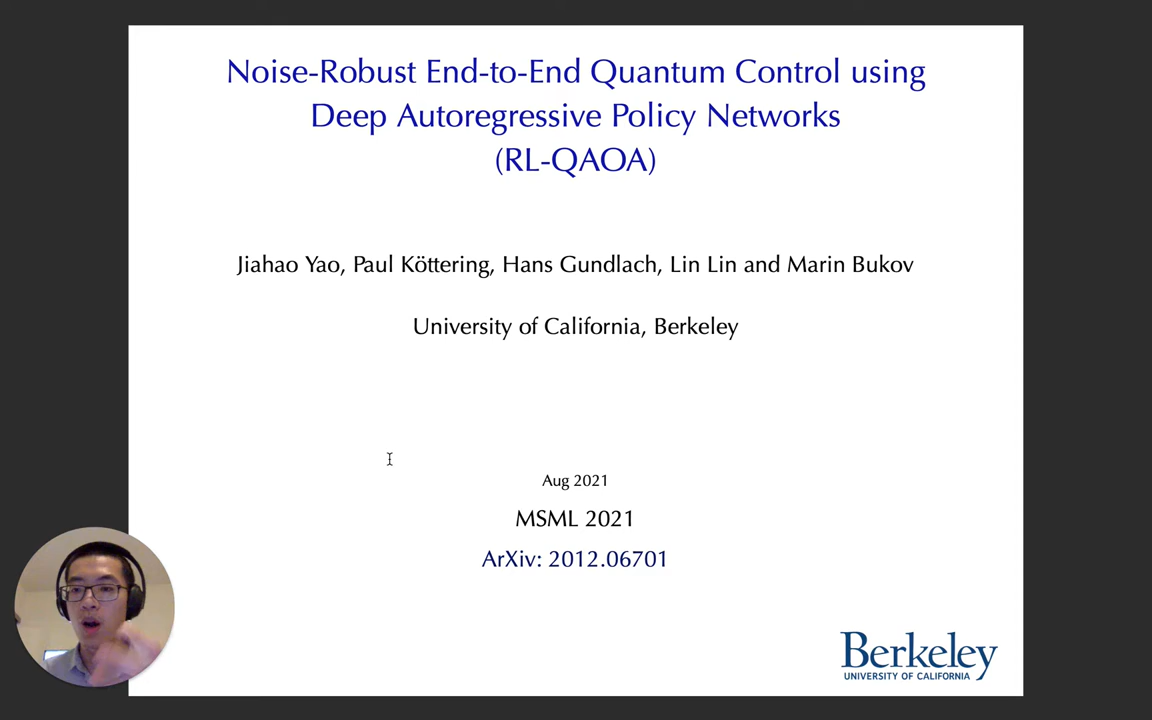 Noise-Robust End-to-End Quantum Control using
Deep Autoregressive Policy Networks
(RL-QAOA)
Jiahao Yao, Paul Köttering, Hans Gundlach, Lin Lin and Marin Bukov
University of California, Berkeley
Aug 2021
MSML 2021
ArXiv: 2012.06701
Berkeley
UNIVERSITY OF CALIFORNIA